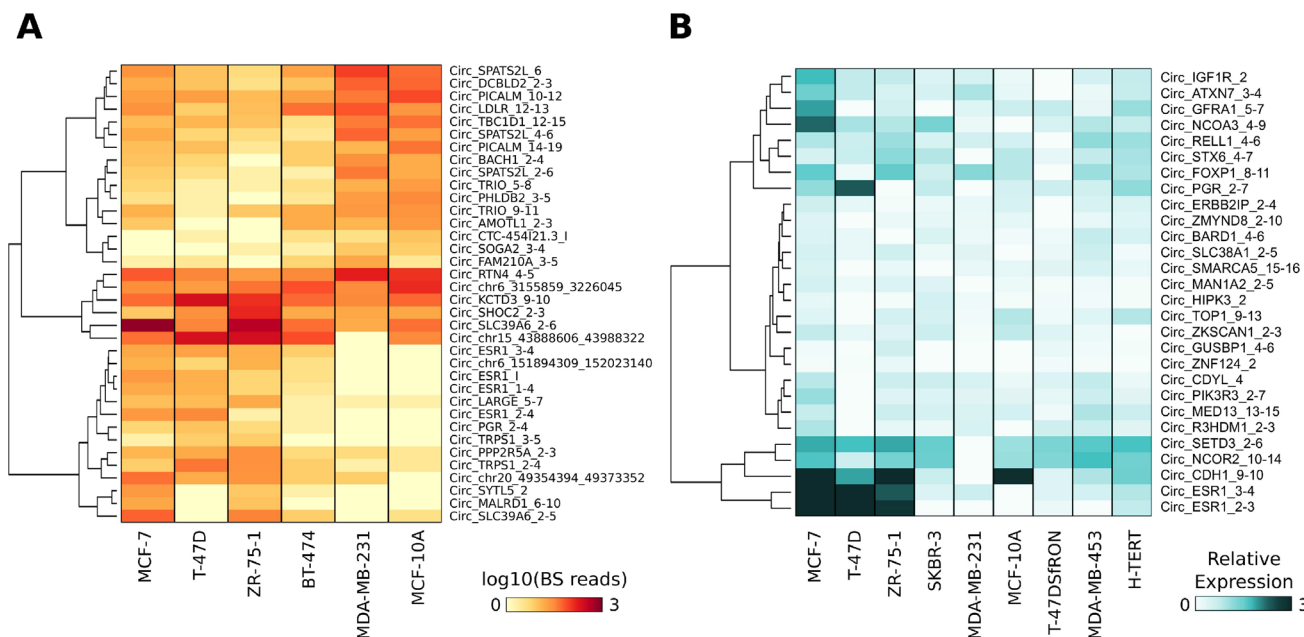 A
Circ_SPATS2L_6
Circ_DCBLD2_2-3
Circ_PICALM_10-12
Circ_LDLR_12-13
Circ_TBC1D1_12-15
Circ_SPATS2L_4-6
Circ_PICALM_14-19
Circ_BACH1_2-4
Circ_SPATS2L_2-6
Circ_TRIO_5-8
Circ_PHLDB2_3-5
Circ_TRIO_9-11
Circ_AMOTL1_2-3
Circ_CTC-454I21.3_I
Circ_SOGA2_3-4
Circ_FAM210A_3-5
Circ_RTN4_4-5
Circ_chr6_3155859_3226045
Circ_KCTD3_9-10
Circ_SHOC2_2-3
Circ_SLC39A6_2-6
Circ_chr15_43888606_43988322
Circ_ESR1_3-4
Circ_chr6_151894309_152023140
Circ_ESR1_I
Circ_ESR1_1-4
Circ_LARGE_5-7
Circ_ESR1_2-4
Circ_PGR_2-4
Circ_TRPS1_3-5
Circ_PPP2R5A_2-3
Circ_TRPS1_2-4
Circ_chr20_49354394_49373352
Circ_SYTL5_2
Circ_MALRD1_6-10
Circ_SLC39A6_2-5
MCF-7
T-47D
ZR-75-1
BT-474
MDA-MB-231
MCF-10A
log10(BS reads)
0 3
B
Circ_IGF1R_2
Circ_ATXN7_3-4
Circ_GFRA1_5-7
Circ_NCOA3_4-9
Circ_RELL1_4-6
Circ_STX6_4-7
Circ_FOXP1_8-11
Circ_PGR_2-7
Circ_ERBB2IP_2-4
Circ_ZMYND8_2-10
Circ_BARD1_4-6
Circ_SLC38A1_2-5
Circ_SMARCA5_15-16
Circ_MAN1A2_2-5
Circ_HIPK3_2
Circ_TOP1_9-13
Circ_ZKSCAN1_2-3
Circ_GUSBP1_4-6
Circ_ZNF124_2
Circ_CDYL_4
Circ_PIK3R3_2-7
Circ_MED13_13-15
Circ_R3HDM1_2-3
Circ_SETD3_2-6
Circ_NCOR2_10-14
Circ_CDH1_9-10
Circ_ESR1_3-4
Circ_ESR1_2-3
MCF-7
T-47D
ZR-75-1
SKBR-3
MDA-MB-231
MCF-10A
T-47DSfRON
MDA-MB-453
H-TERT
Relative
Expression
0 3